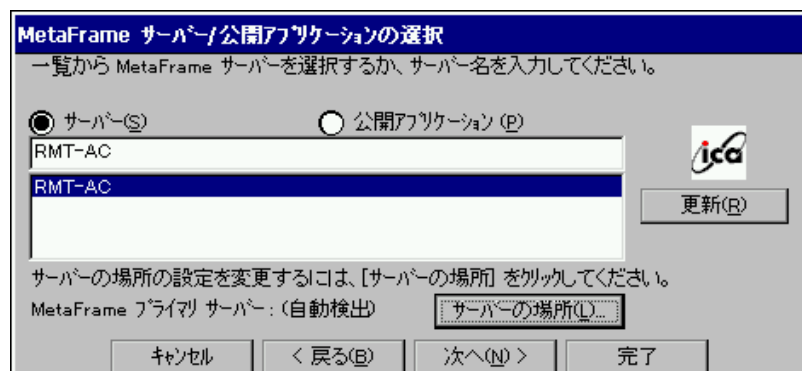 MetaFrame サーバー/公開アプリケーションの選択
一覧から MetaFrame サーバーを選択するか、サーバー名を入力してください。
サーバー(S) 公開アプリケーション(P)
RMT-AC
ica
RMT-AC
更新(R)
サーバーの場所の設定を変更するには、[サーバーの場所] をクリックしてください。
MetaFrame プライマリ サーバー : (自動検出) サーバーの場所(L)...
キャンセル < 戻る(B) 次へ(N) > 完了